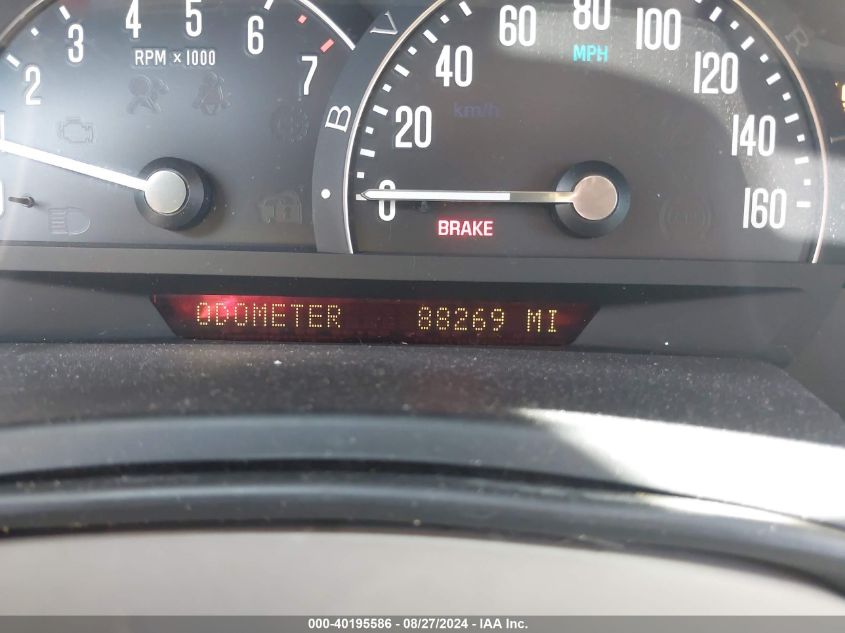 2 3 4 5 6 7
RPM × 1000
0 20 40 60 80 100 120 140 160
MPH
km/h
B
R
BRAKE
ODOMETER 88269 MI
000-40195586 - 08/27/2024 - IAA Inc.